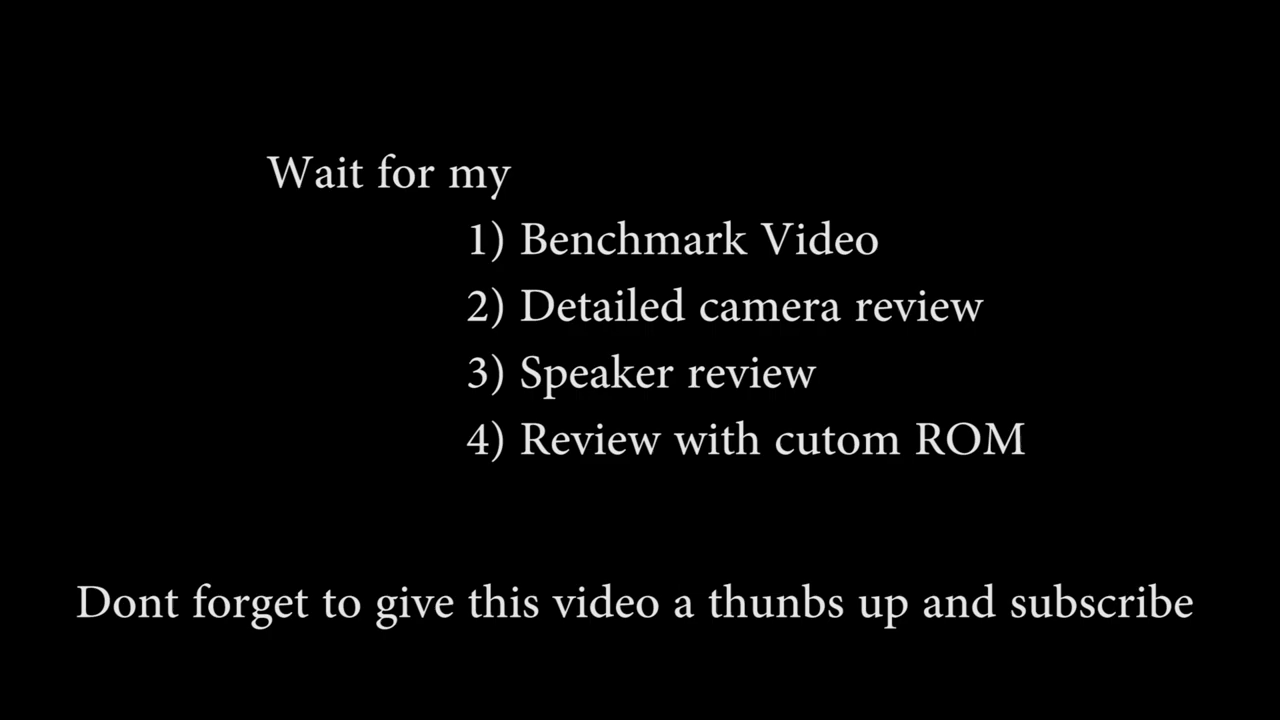 Wait for my
1) Benchmark Video
2) Detailed camera review
3) Speaker review
4) Review with cutom ROM
Dont forget to give this video a thunbs up and subscribe